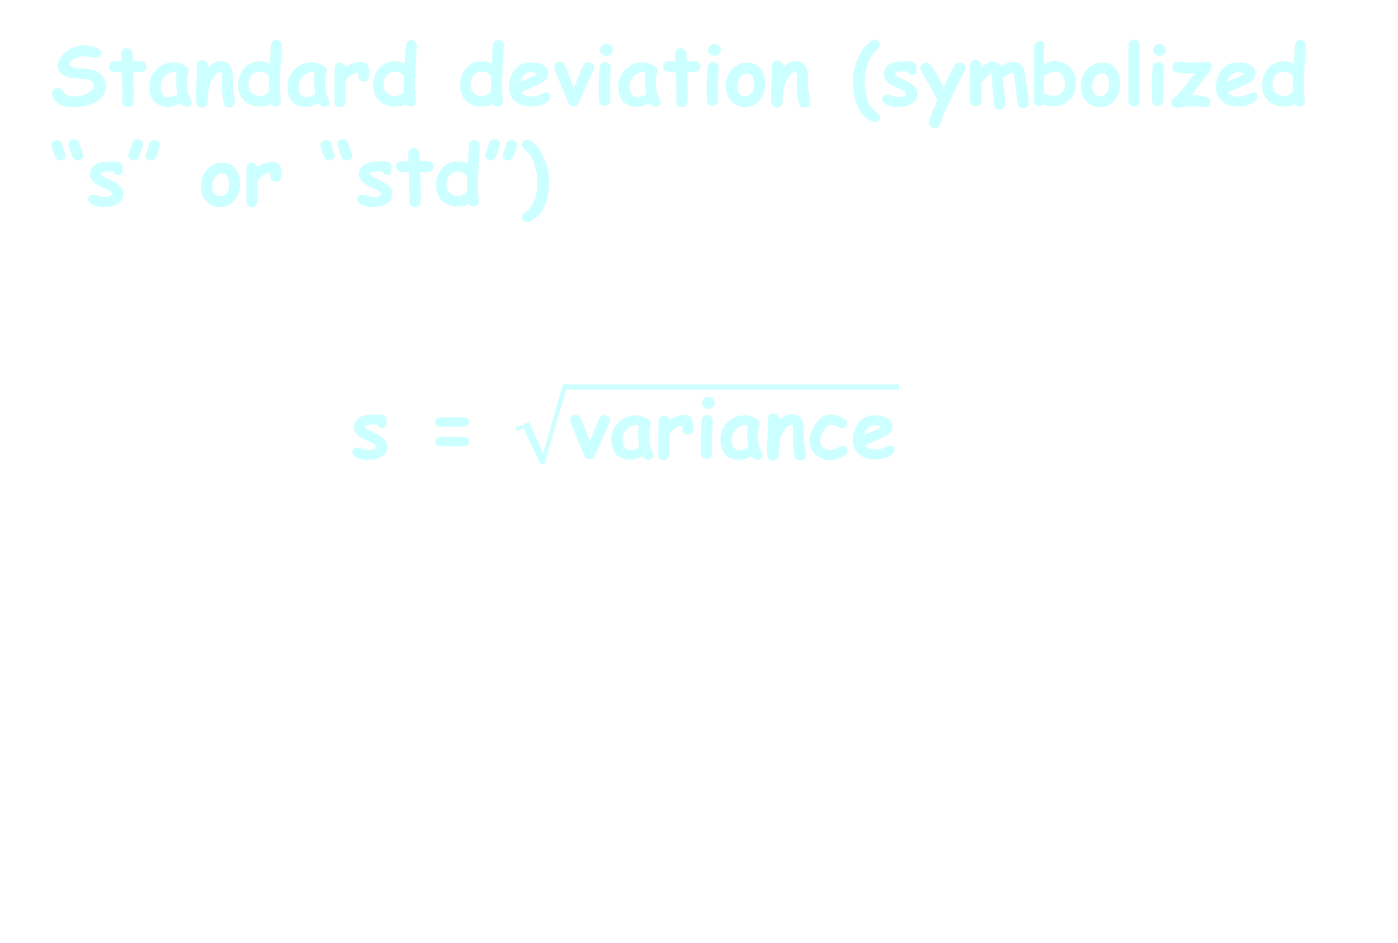 Standard deviation (symbolized
“s” or “std”)
s = √variance